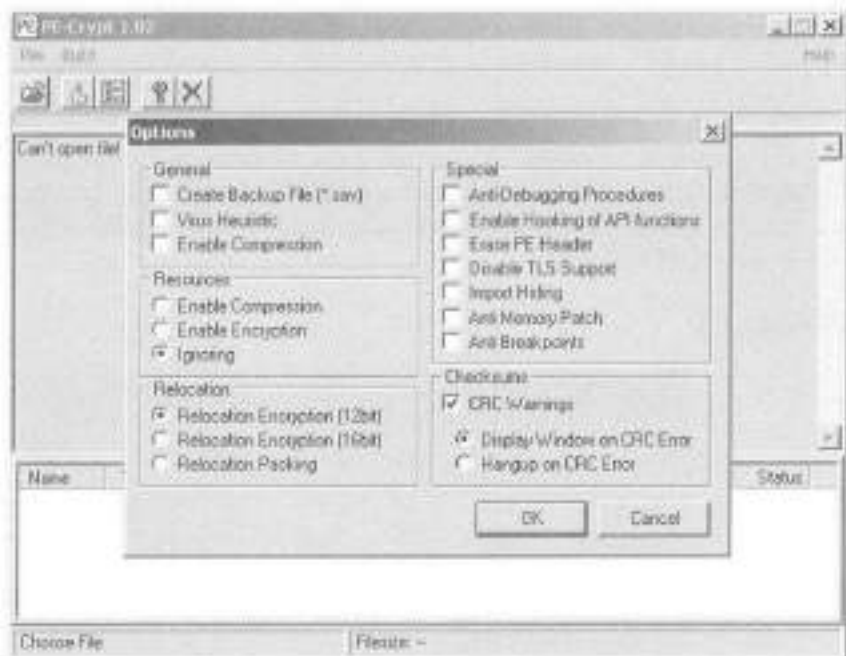 PE PE-Crypt 1.02
File Build Help
Options
Can't open file!
General
Create Backup File (*.sav)
Virus Heuristic
Enable Compression
Resources
Enable Compression
Enable Encryption
Ignoring
Relocation
Relocation Encryption (12bit)
Relocation Encryption (16bit)
Relocation Packing
Special
Anti-Debugging Procedures
Enable Hooking of API-functions
Erase PE Header
Disable TLS Support
Import Hiding
Anti Memory Patch
Anti Breakpoints
Checksums
CRC Warnings
Display Window on CRC Error
Hangup on CRC Error
OK Cancel
Name Status
Choose File Filesize: --